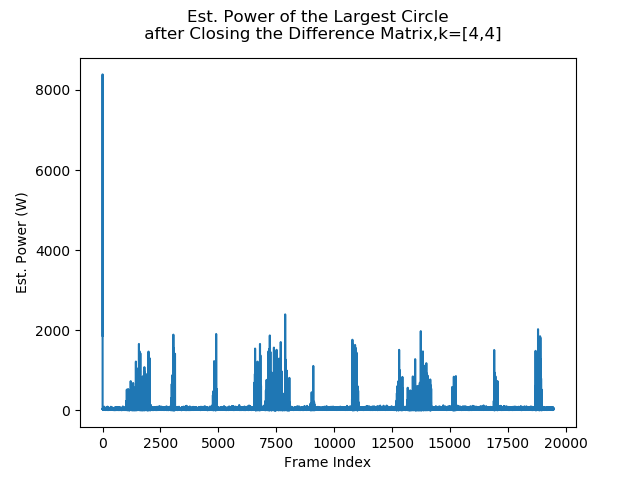 Est. Power of the Largest Circle
after Closing the Difference Matrix,k=[4,4]
8000
6000
4000
2000
0
Est. Power (W)
0 2500 5000 7500 10000 12500 15000 17500 20000
Frame Index